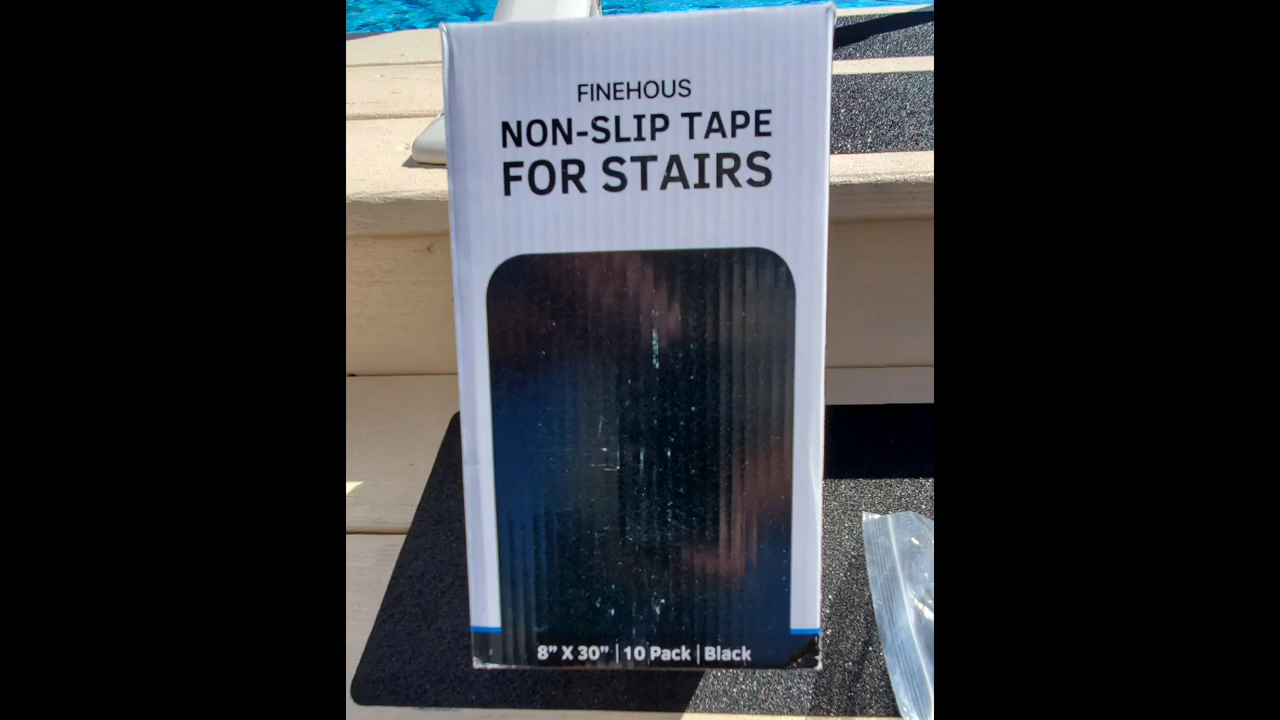 FINEHOUS
NON-SLIP TAPE
FOR STAIRS
8” X 30” | 10 Pack | Black